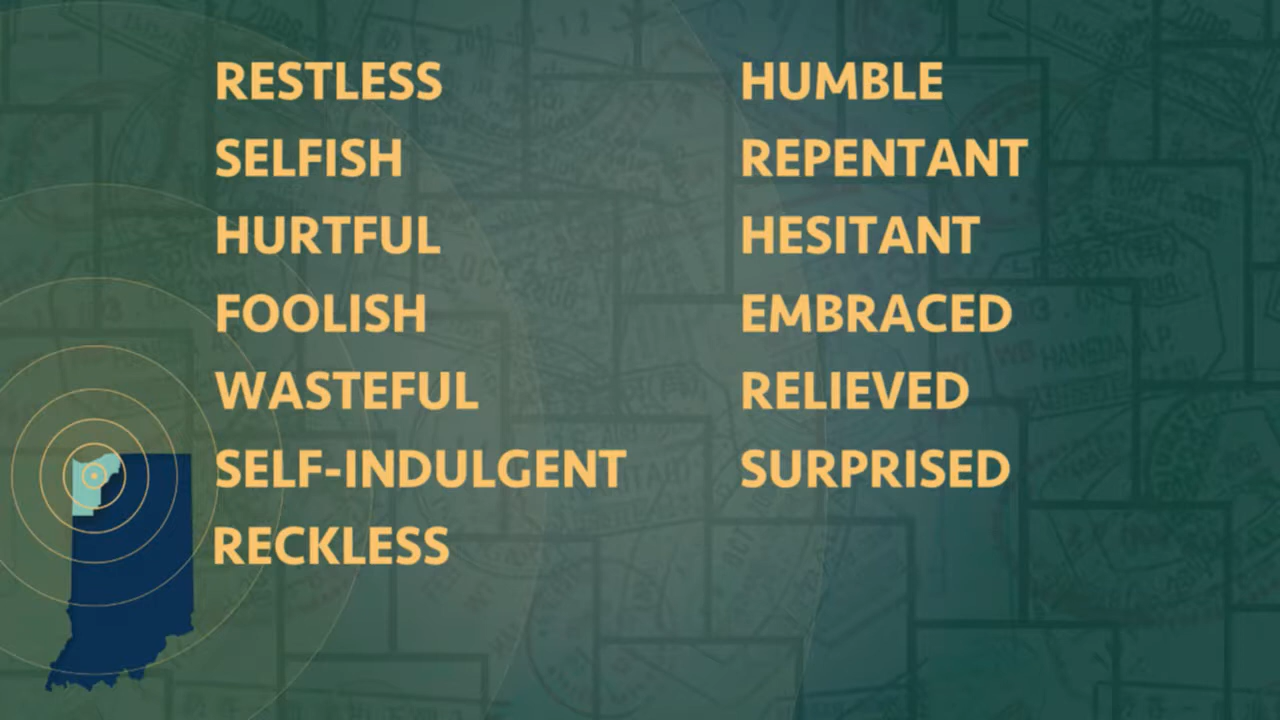 RESTLESS
SELFISH
HURTFUL
FOOLISH
WASTEFUL
SELF-INDULGENT
RECKLESS
HUMBLE
REPENTANT
HESITANT
EMBRACED
RELIEVED
SURPRISED